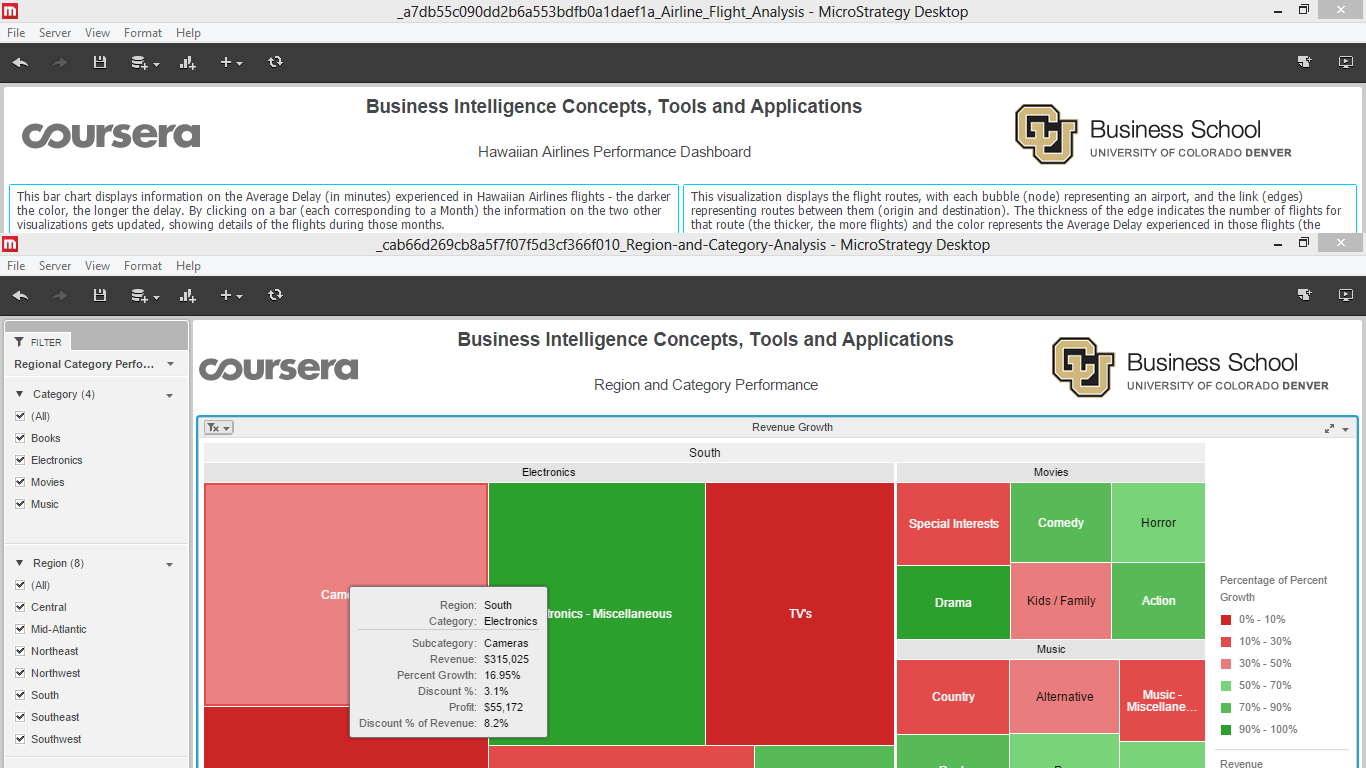 _a7db55c090dd2b6a553bdfb0a1daef1a_Airline_Flight_Analysis - MicroStrategy Desktop
File Server View Format Help
Business Intelligence Concepts, Tools and Applications
coursera
Hawaiian Airlines Performance Dashboard
Business School
UNIVERSITY OF COLORADO DENVER
This bar chart displays information on the Average Delay (in minutes) experienced in Hawaiian Airlines flights - the darker
the color, the longer the delay. By clicking on a bar (each corresponding to a Month) the information on the two other
visualizations gets updated, showing details of the flights during those months.
This visualization displays the flight routes, with each bubble (node) representing an airport, and the link (edges)
representing routes between them (origin and destination). The thickness of the edge indicates the number of flights for
that route (the thicker, the more flights) and the color represents the Average Delay experienced in those flights (the
_cab66d269cb8a5f7f07f5d3cf366f010_Region-and-Category-Analysis - MicroStrategy Desktop
File Server View Format Help
FILTER
Regional Category Perfo...
Category (4)
(All)
Books
Electronics
Movies
Music
Region (8)
(All)
Central
Mid-Atlantic
Northeast
Northwest
South
Southeast
Southwest
Business Intelligence Concepts, Tools and Applications
coursera
Region and Category Performance
Business School
UNIVERSITY OF COLORADO DENVER
Revenue Growth
South
Electronics
Movies
TV's
Special Interests
Comedy
Horror
Drama
Kids / Family
Action
Music
Country
Alternative
Music -
Miscellane...
- Miscellaneous
Region: South
Category: Electronics
Subcategory: Cameras
Revenue: $315,025
Percent Growth: 16.95%
Discount %: 3.1%
Profit: $55,172
Discount % of Revenue: 8.2%
Percentage of Percent
Growth
0% - 10%
10% - 30%
30% - 50%
50% - 70%
70% - 90%
90% - 100%
Revenue